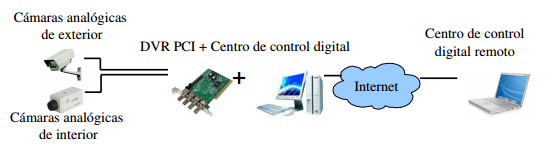 Cámaras analógicas
de exterior
DVR PCI + Centro de control digital
Centro de control
digital remoto
+
Internet
Cámaras analógicas
de interior